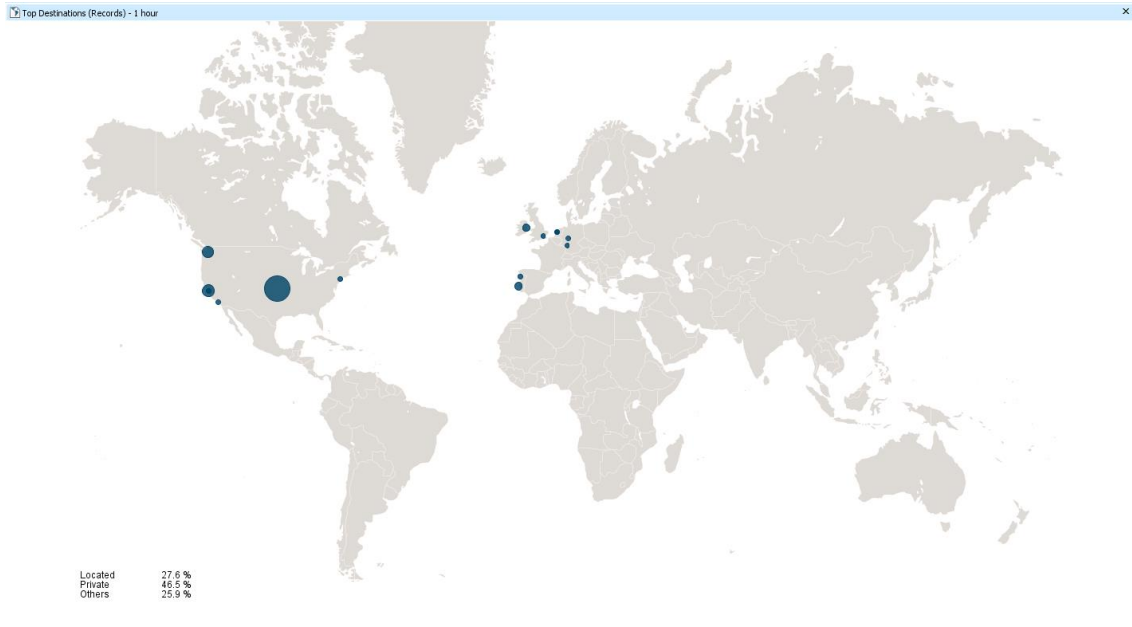 Top Destinations (Records) - 1 hour
Located 27.6 %
Private 46.5 %
Others 25.9 %